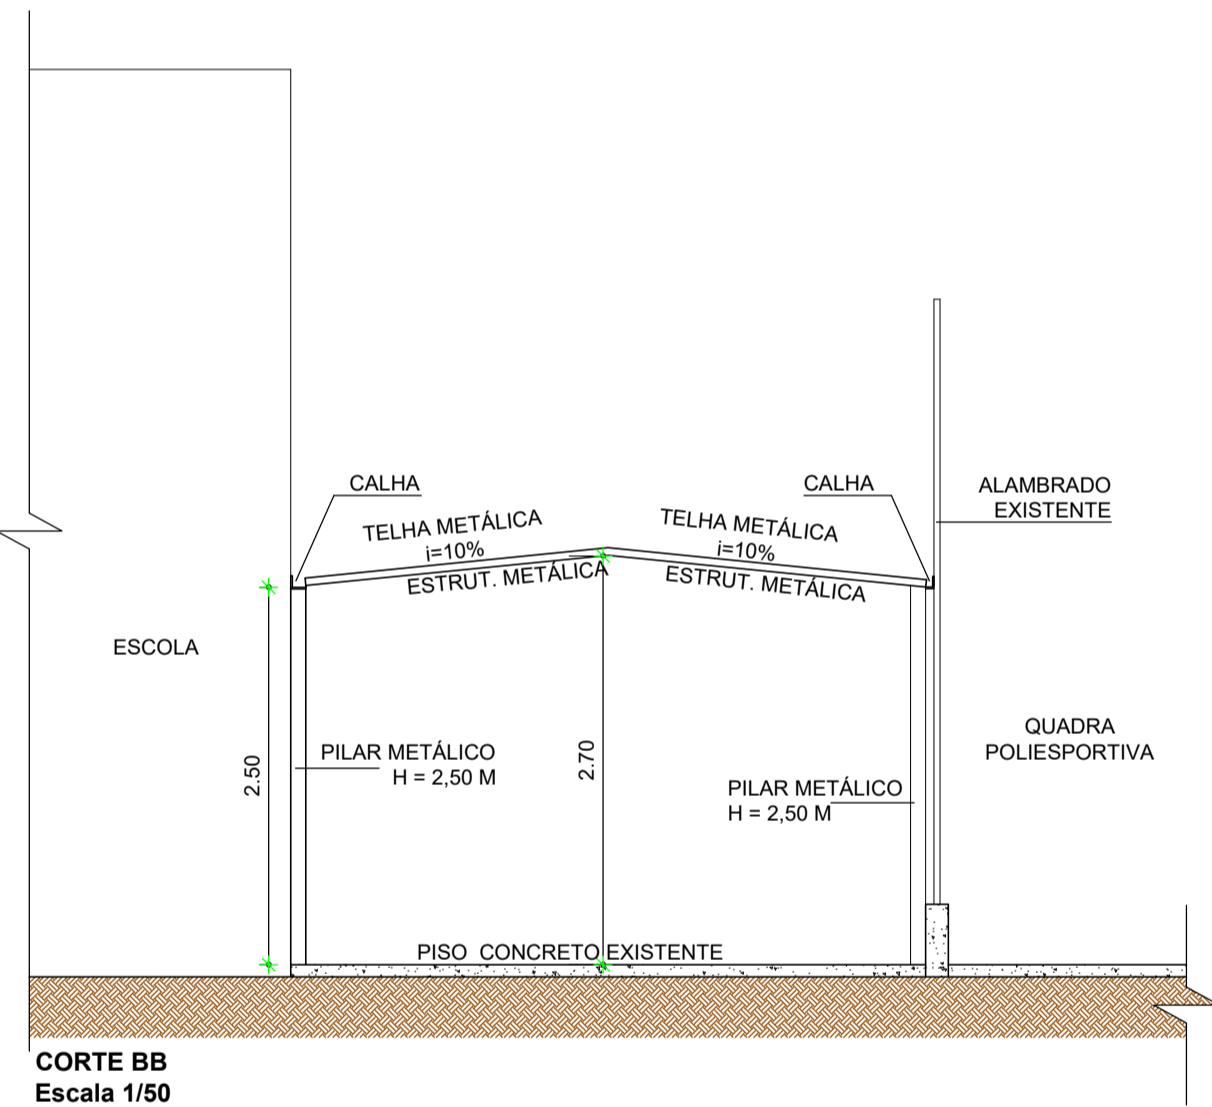 CALHA
CALHA
ALAMBRADO
EXISTENTE
TELHA METÁLICA
i=10%
TELHA METÁLICA
i=10%
ESTRUT. METÁLICA
ESTRUT. METÁLICA
ESCOLA
2.50
PILAR METÁLICO
H = 2,50 M
2.70
PILAR METÁLICO
H = 2,50 M
QUADRA
POLIESPORTIVA
PISO CONCRETO EXISTENTE
CORTE BB
Escala 1/50